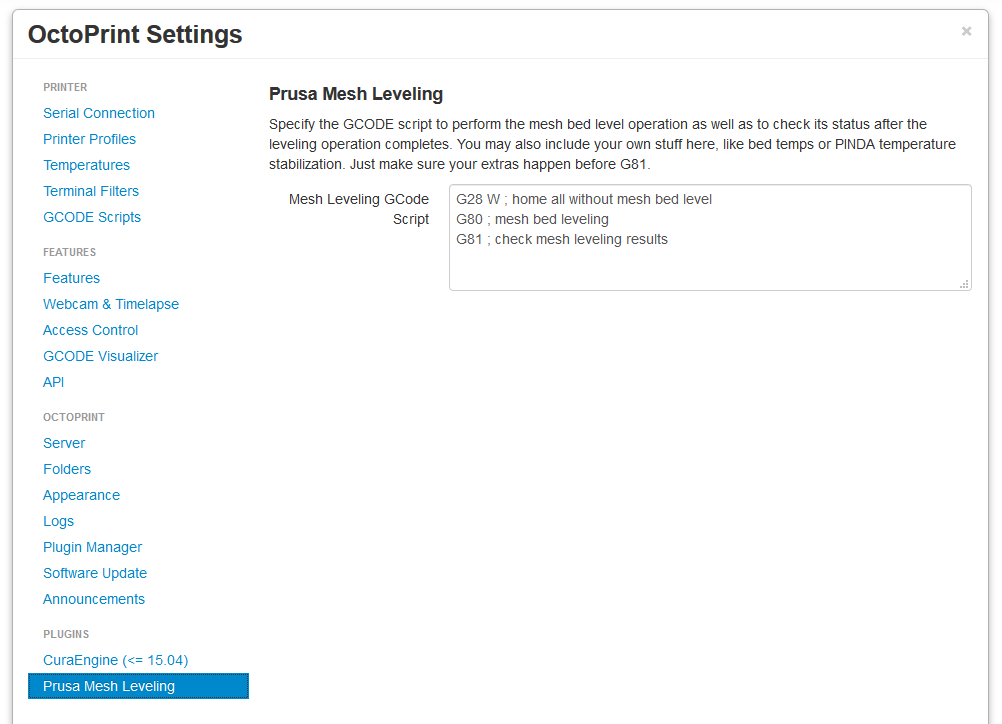 OctoPrint Settings
×
PRINTER
Serial Connection
Printer Profiles
Temperatures
Terminal Filters
GCODE Scripts
FEATURES
Features
Webcam & Timelapse
Access Control
GCODE Visualizer
API
OCTOPRINT
Server
Folders
Appearance
Logs
Plugin Manager
Software Update
Announcements
PLUGINS
CuraEngine (<= 15.04)
Prusa Mesh Leveling
Prusa Mesh Leveling
Specify the GCODE script to perform the mesh bed level operation as well as to check its status after the
leveling operation completes. You may also include your own stuff here, like bed temps or PINDA temperature
stabilization. Just make sure your extras happen before G81.
Mesh Leveling GCode
Script
G28 W ; home all without mesh bed level
G80 ; mesh bed leveling
G81 ; check mesh leveling results